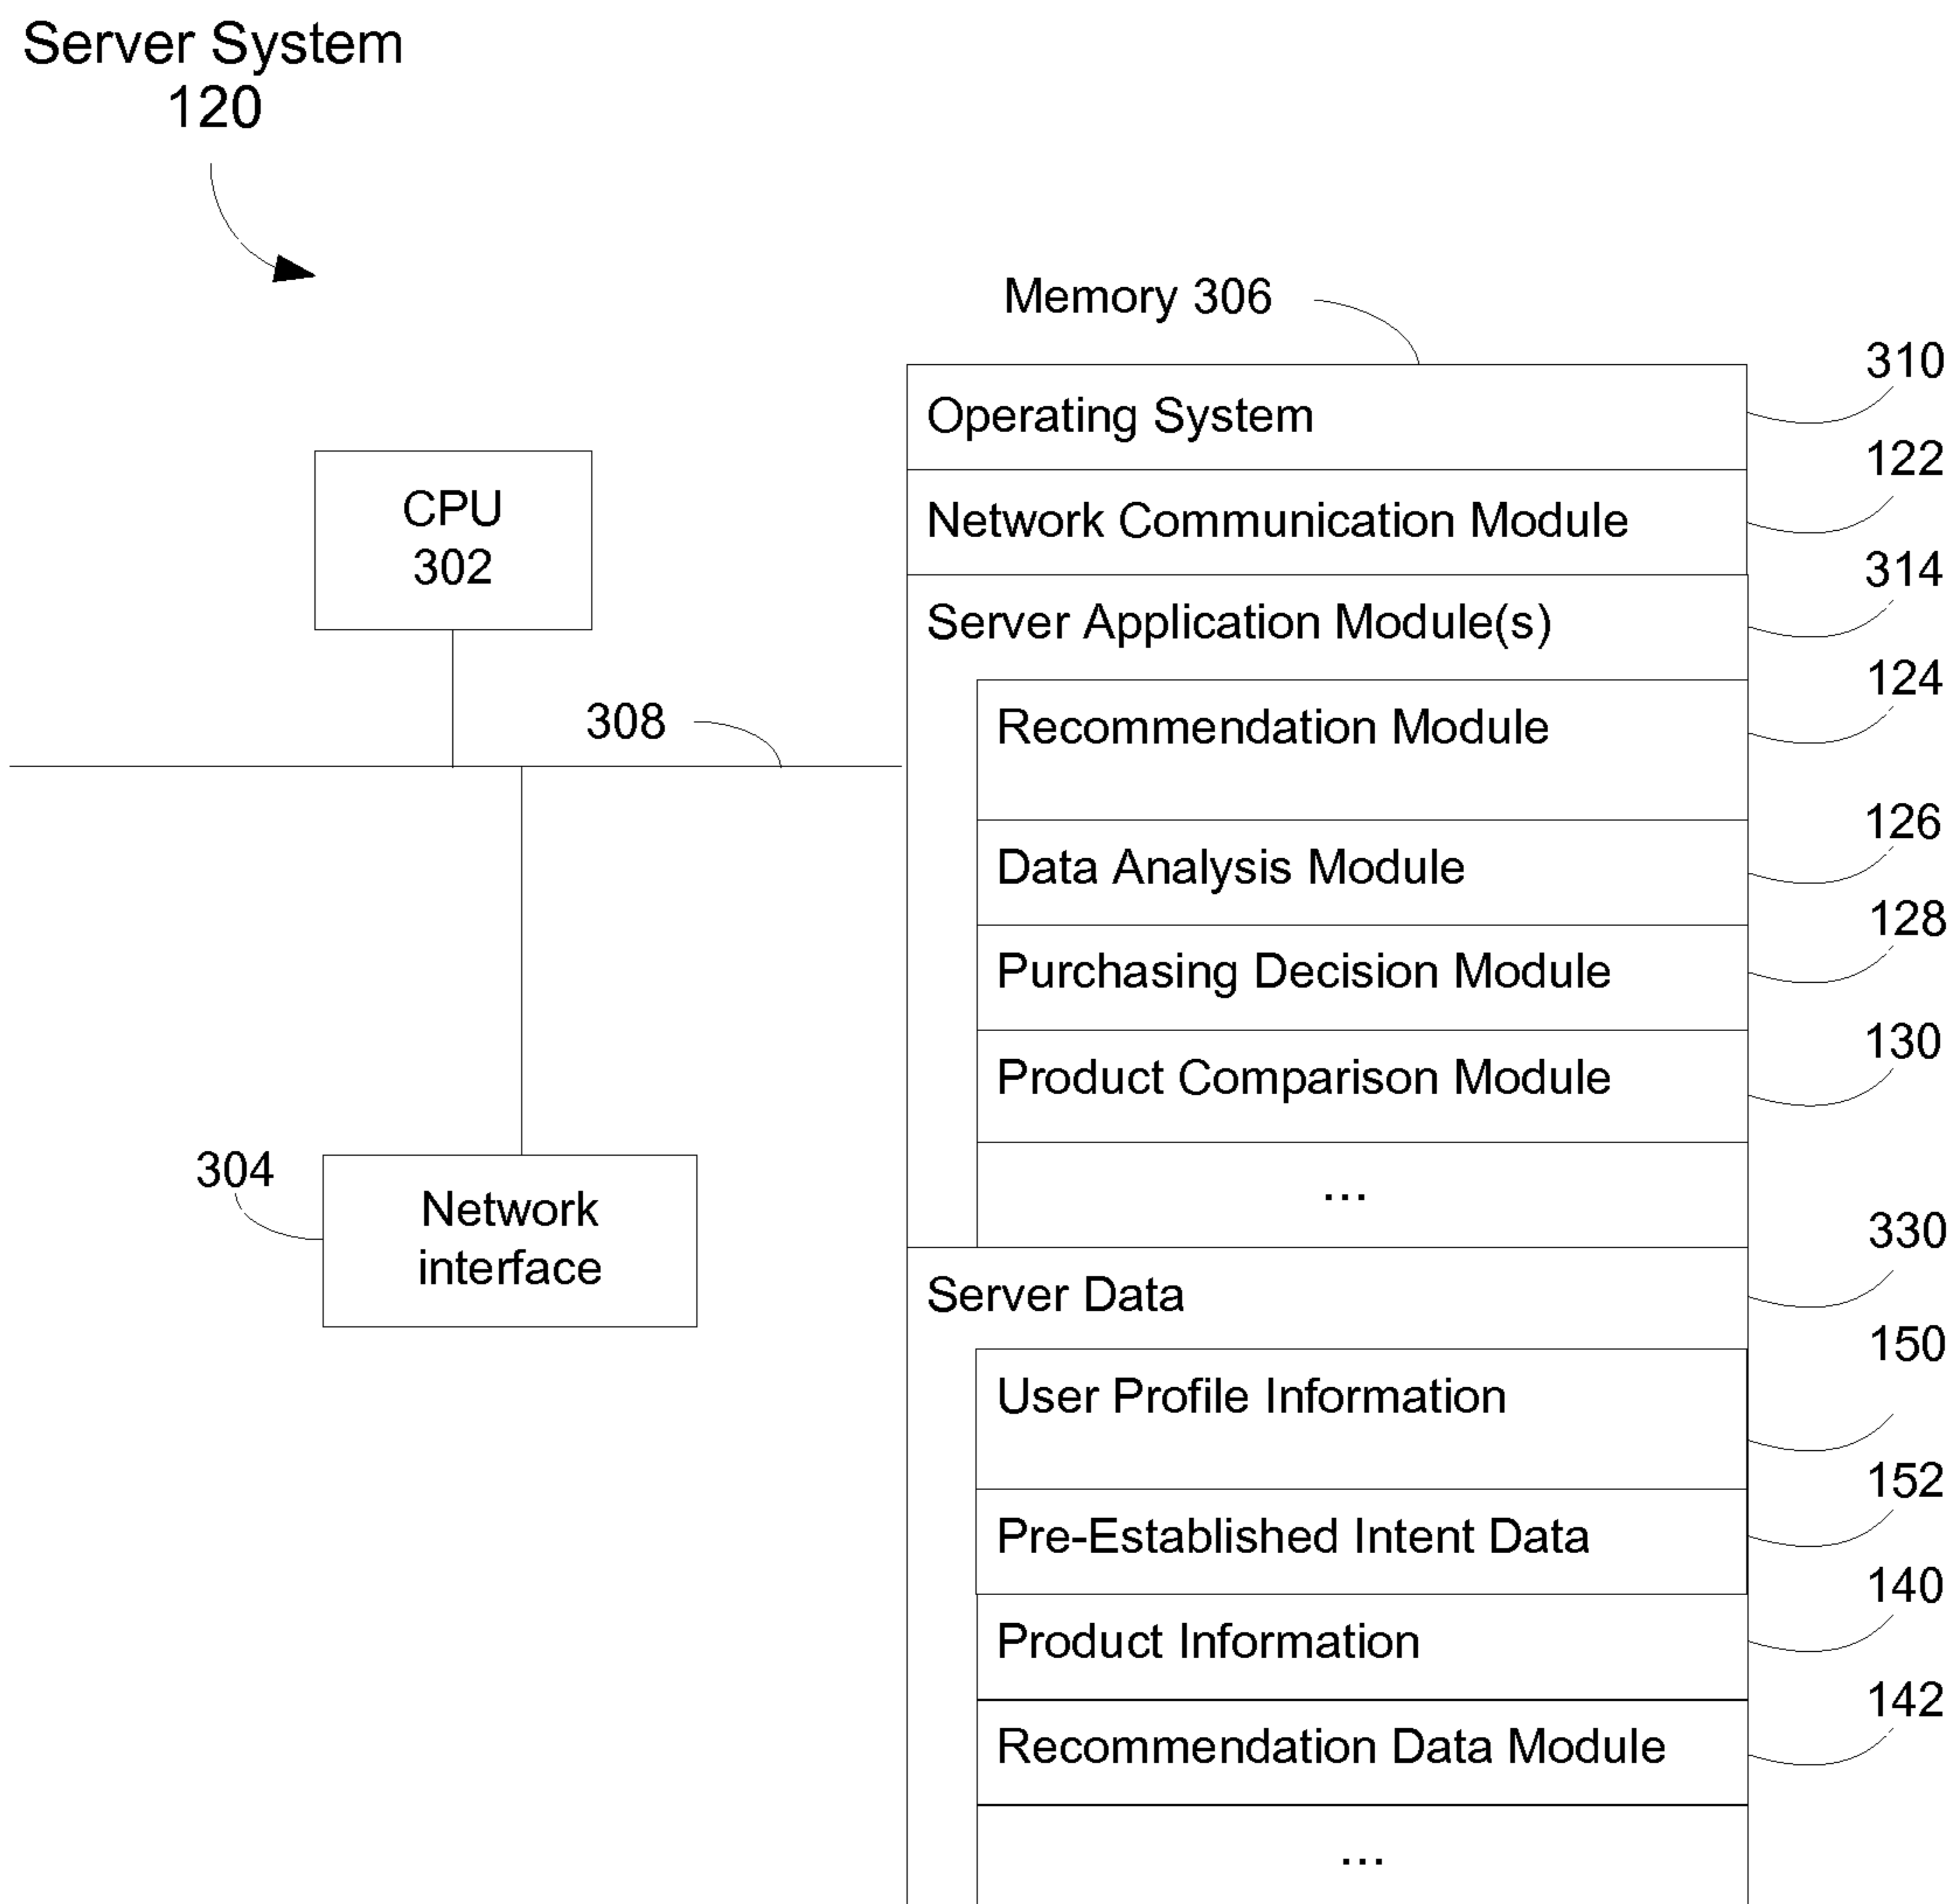 Server System
120
Memory 306
310
Operating System
122
CPU
302
Network Communication Module
314
Server Application Module(s)
124
308
Recommendation Module
126
Data Analysis Module
128
Purchasing Decision Module
130
Product Comparison Module
304
Network
interface
...
330
Server Data
150
User Profile Information
152
Pre-Established Intent Data
140
Product Information
142
Recommendation Data Module
...